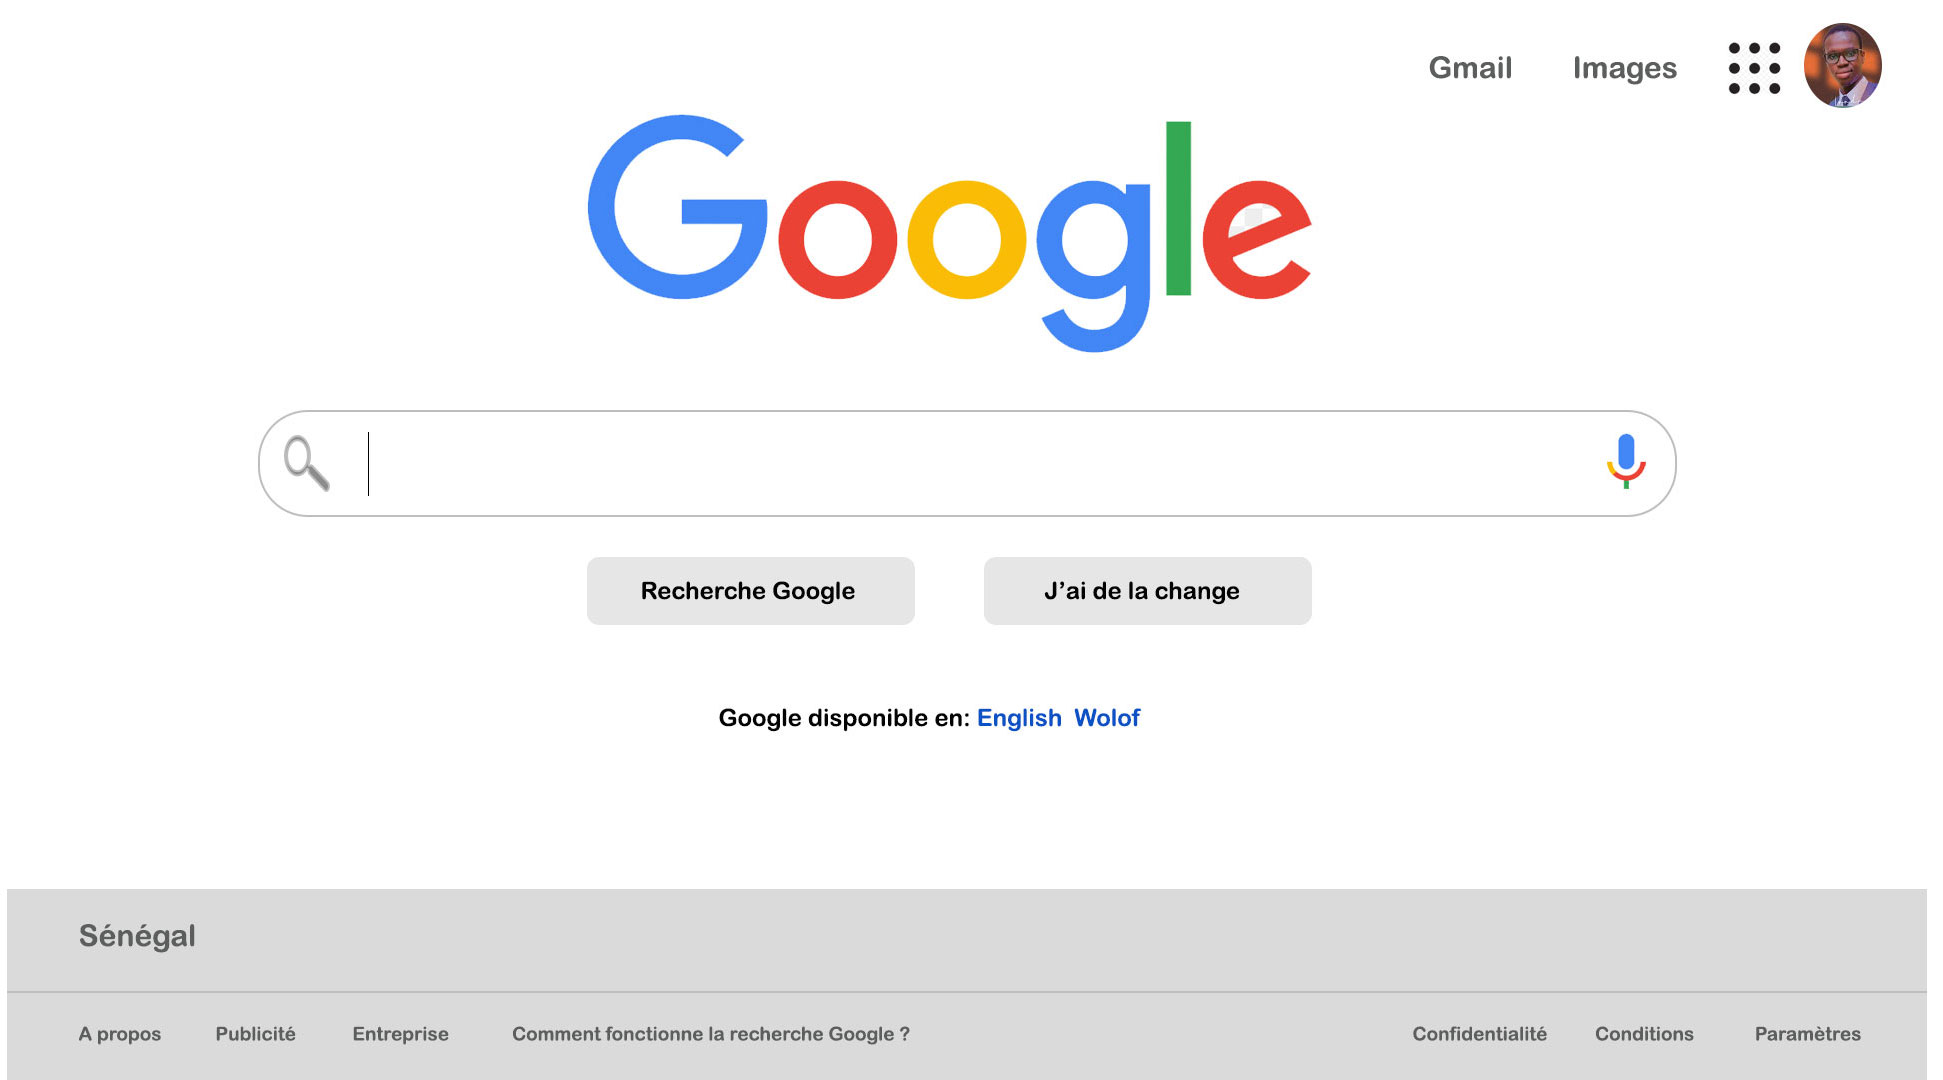 Gmail Images
Google
Recherche Google J’ai de la change
Google disponible en: English Wolof
Sénégal
A propos Publicité Entreprise Comment fonctionne la recherche Google ? Confidentialité Conditions Paramètres